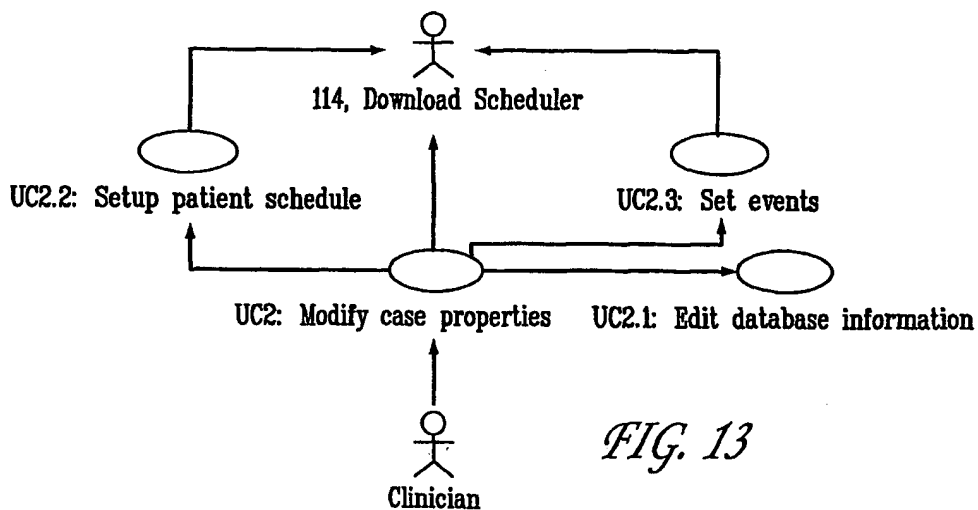 114, Download Scheduler
UC2.2: Setup patient schedule
UC2.3: Set events
UC2: Modify case properties
UC2.1: Edit database information
Clinician
FIG. 13